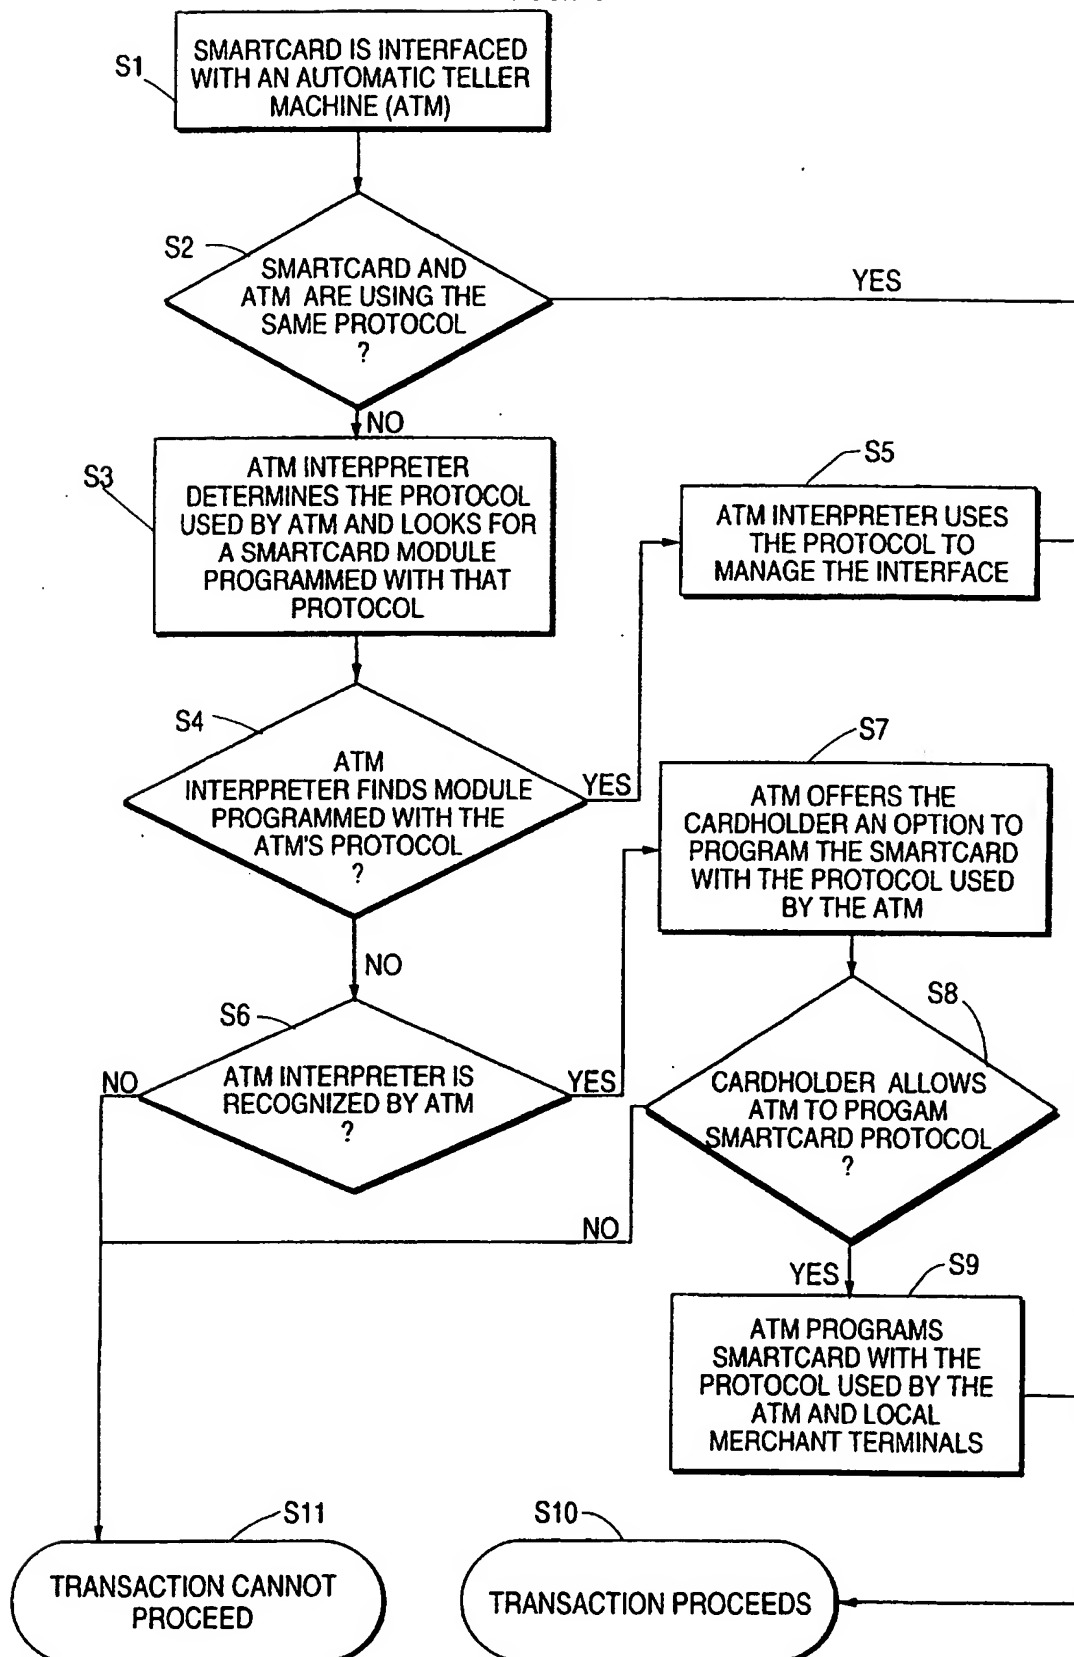 S1
SMARTCARD IS INTERFACED
WITH AN AUTOMATIC TELLER
MACHINE (ATM)
S2
SMARTCARD AND
ATM ARE USING THE
SAME PROTOCOL
?
YES
NO
S3
ATM INTERPRETER
DETERMINES THE PROTOCOL
USED BY ATM AND LOOKS FOR
A SMARTCARD MODULE
PROGRAMMED WITH THAT
PROTOCOL
S5
ATM INTERPRETER USES
THE PROTOCOL TO
MANAGE THE INTERFACE
S4
ATM
INTERPRETER FINDS MODULE
PROGRAMMED WITH THE
ATM'S PROTOCOL
?
YES
NO
S7
ATM OFFERS THE
CARDHOLDER AN OPTION TO
PROGRAM THE SMARTCARD
WITH THE PROTOCOL USED
BY THE ATM
S6
ATM INTERPRETER IS
RECOGNIZED BY ATM
?
NO
YES
S8
CARDHOLDER ALLOWS
ATM TO PROGAM
SMARTCARD PROTOCOL
?
NO
YES
S9
ATM PROGRAMS
SMARTCARD WITH THE
PROTOCOL USED BY THE
ATM AND LOCAL
MERCHANT TERMINALS
S11
TRANSACTION CANNOT
PROCEED
S10
TRANSACTION PROCEEDS